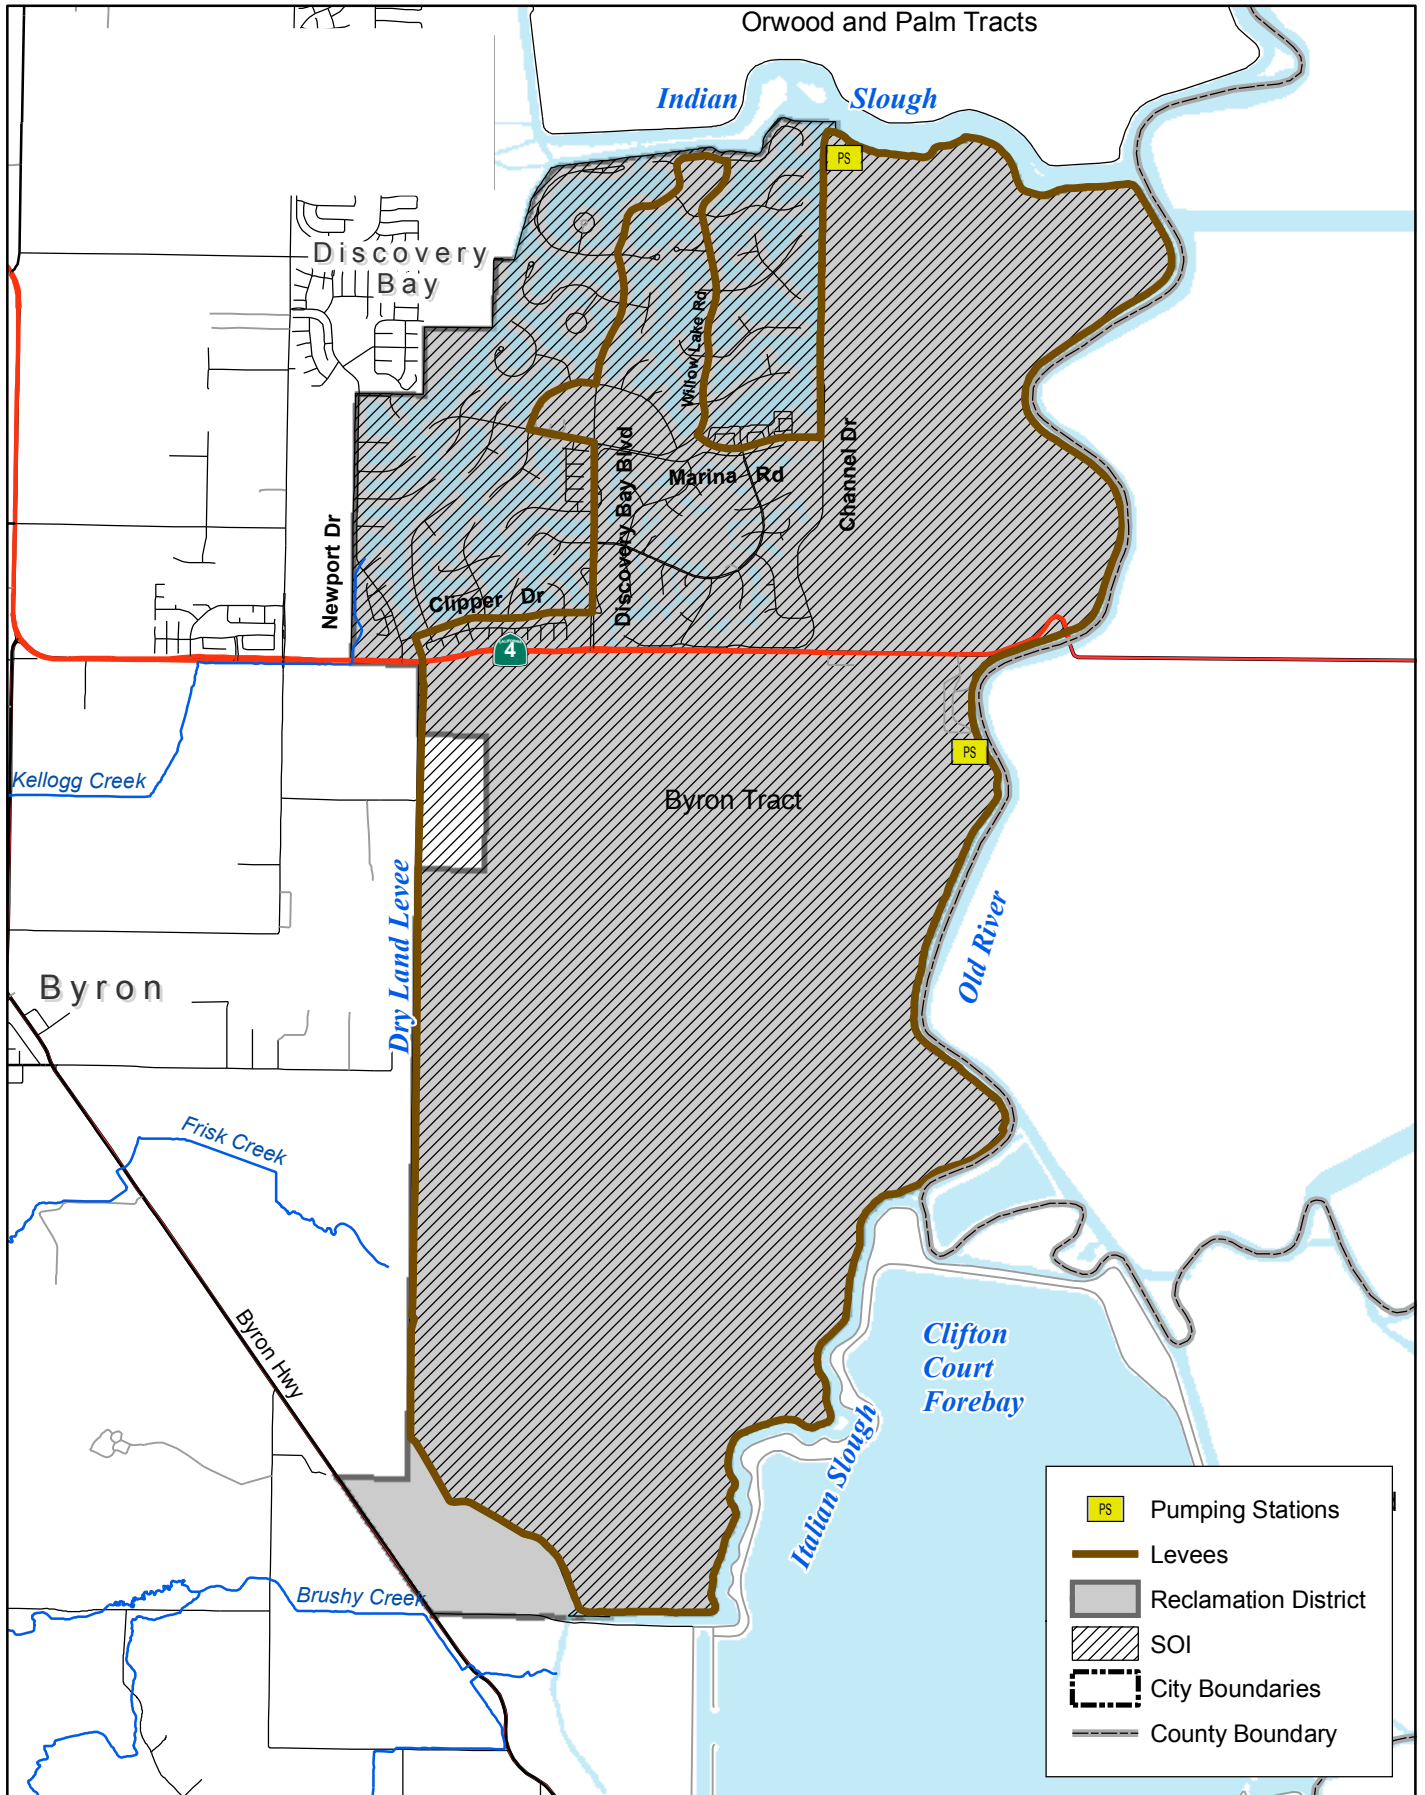 Orwood and Palm Tracts
Indian Slough
PS
Discovery
Bay
Willow Lake Rd
Channel Dr
Discovery Bay Blvd
Marina Rd
Newport Dr
Clipper Dr
CALIFORNIA
4
PS
Kellogg Creek
Byron Tract
Dry Land Levee
Old River
Byron
Frisk Creek
Byron Hwy
Clifton
Court
Forebay
Italian Slough
Brushy Creek
PS Pumping Stations
Levees
Reclamation District
SOI
City Boundaries
County Boundary